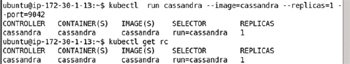 ubuntu@ip-172-30-1-13:~$ kubectl  run cassandra --image=cassandra --replicas=1 -
-port=9042
CONTROLLER   CONTAINER(S)   IMAGE(S)   SELECTOR        REPLICAS
cassandra    cassandra      cassandra  run=cassandra   1
ubuntu@ip-172-30-1-13:~$ kubectl get rc
CONTROLLER   CONTAINER(S)   IMAGE(S)   SELECTOR        REPLICAS
cassandra    cassandra      cassandra  run=cassandra   1